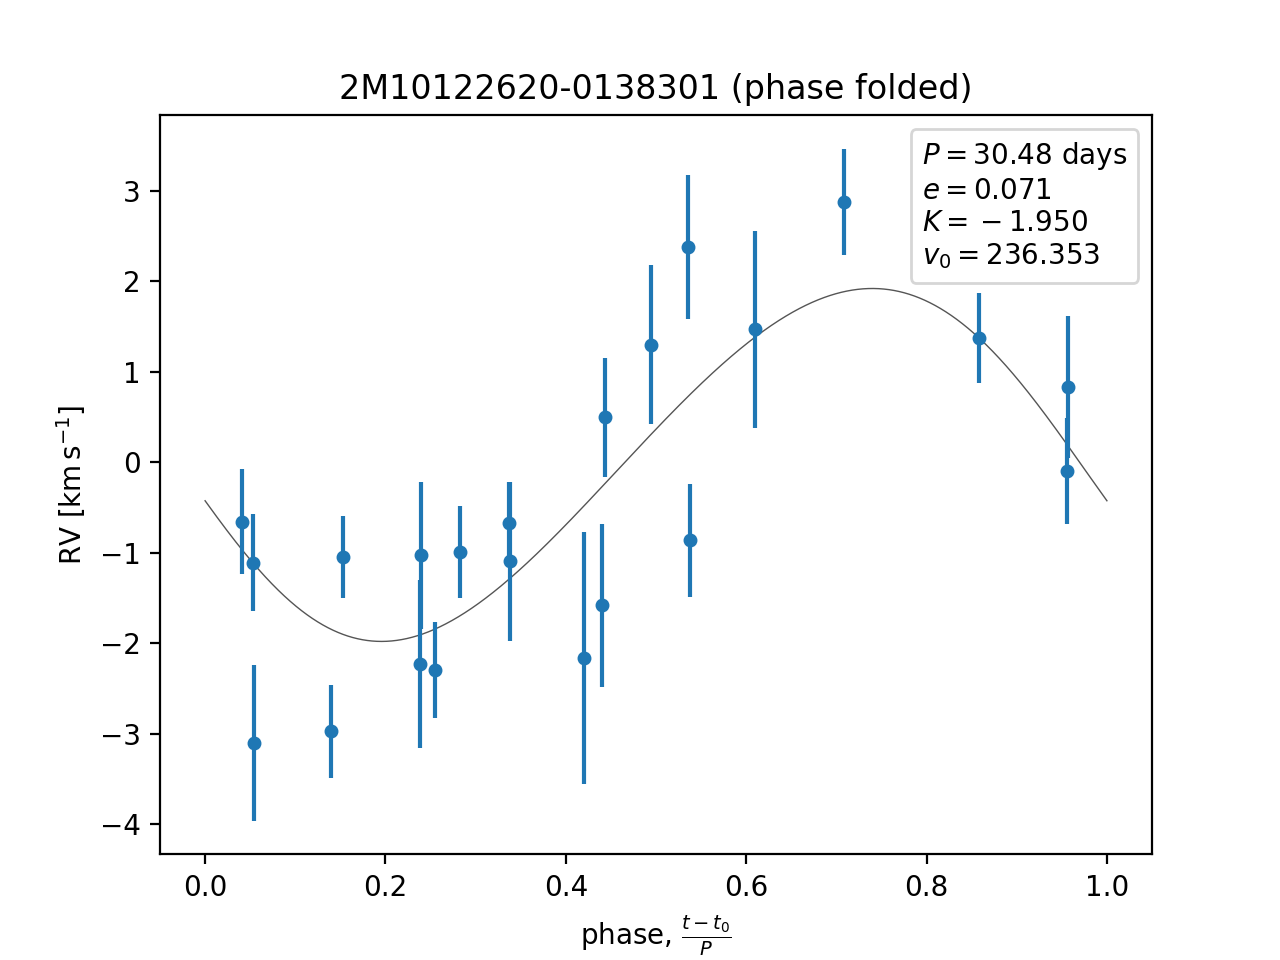 2M10122620-0138301 (phase folded)
P = 30.48 days
e = 0.071
K = −1.950
v₀ = 236.353
RV [km s⁻¹]
3
2
1
0
−1
−2
−3
−4
0.0 0.2 0.4 0.6 0.8 1.0
phase, (t − t₀)/P